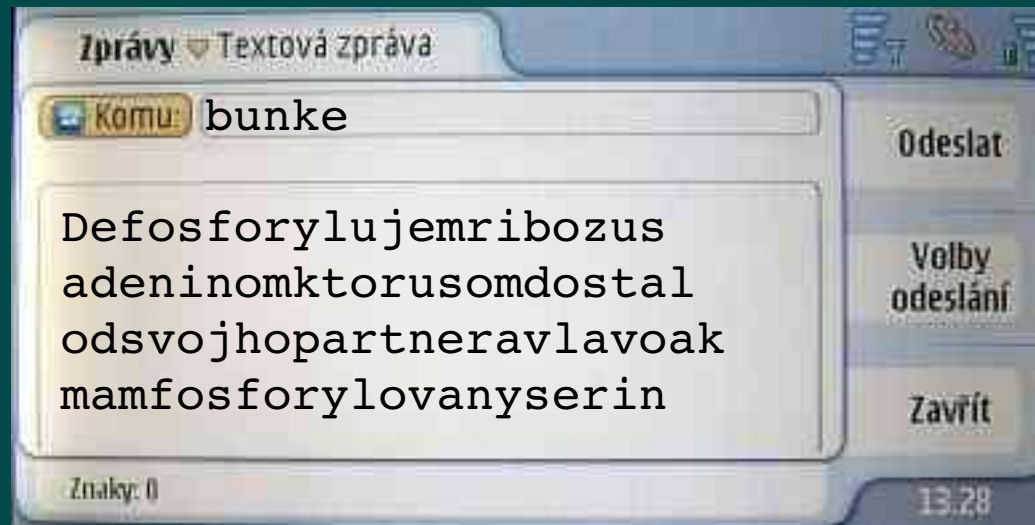 Zprávy Textová zpráva
Komu: bunke
Odeslat
Defosforylujemribozus
adeninomktorusomdostal
odsvojhopartneravlavoak
mamfosforylovanyserin
Volby
odeslání
Zavřít
Znaky: 0
13.28